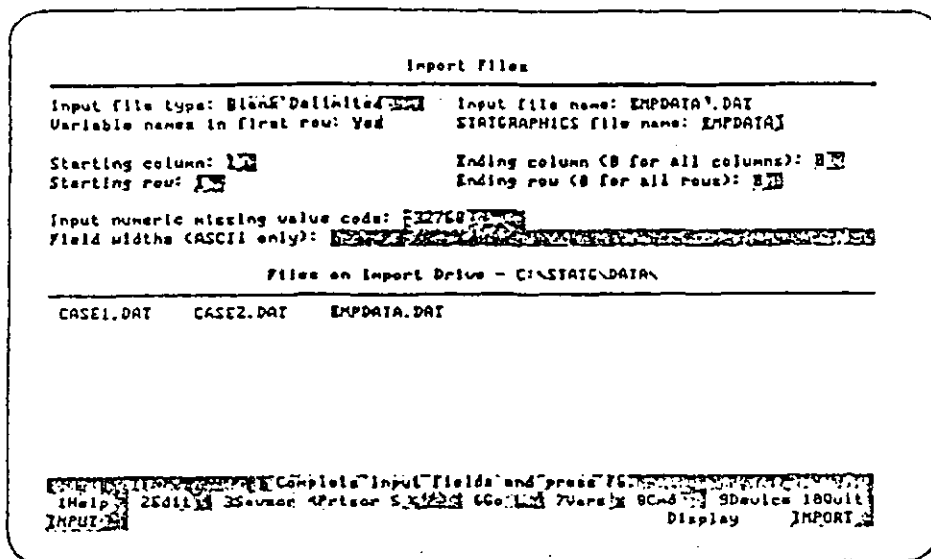 Import Files
Input file type: Blank Delimited Input file name: EMPDATA.DAT
Variable names in first row: Yes STATGRAPHICS file name: EMPDATA
Starting column: 1 Ending column (0 for all columns): 0
Starting row: Ending row (0 for all rows): 0
Input numeric missing value code: -32768
Field widths (ASCII only):
Files on Import Drive - C:\STATG\DATA\
CASE1.DAT CASE2.DAT EMPDATA.DAT
Complete input fields and press F6.
1Help 2Edit 3Savscr 4Prtscr 5 6Go 7Vars 8Cmd 9Device 10Quit
INPUT Display IMPORT